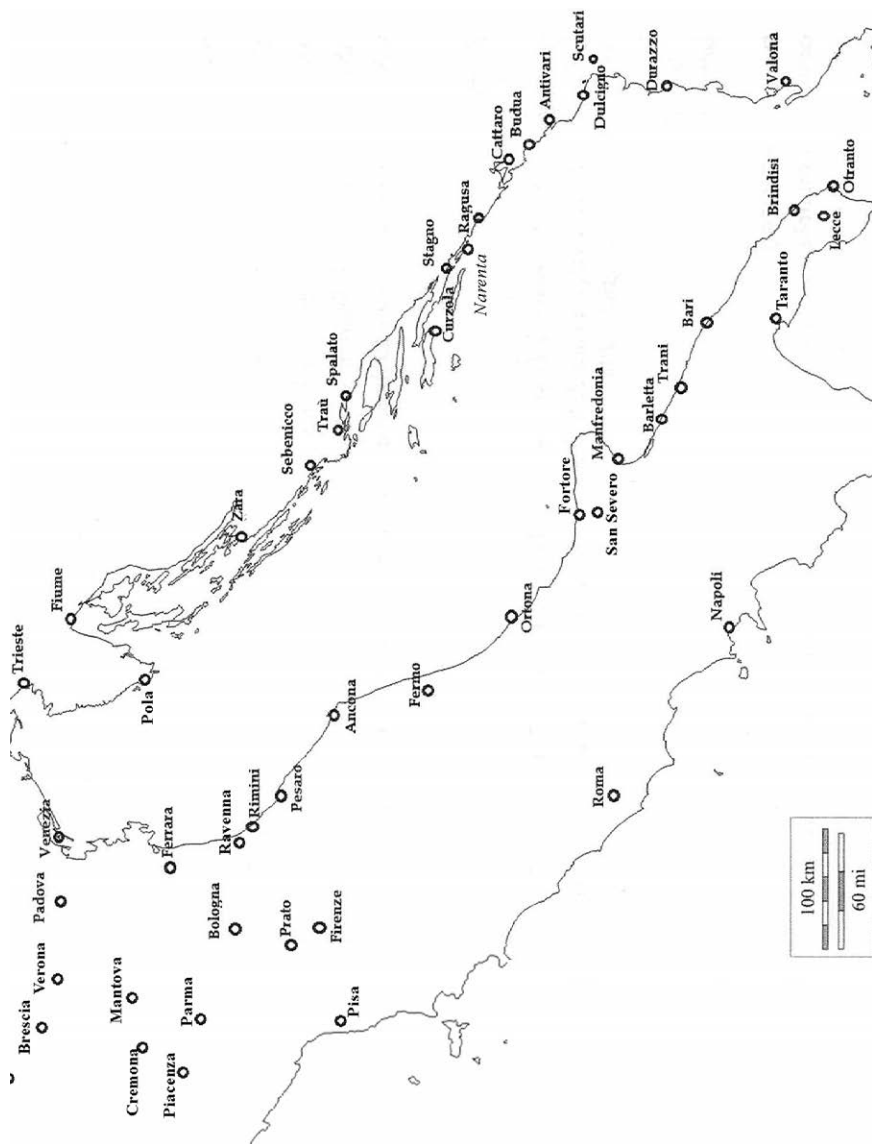 Brescia
Verona
Padova
Venezza
Trieste
Fiume
Pola
Mantova
Cremona
Piacenza
Parma
Ferrara
Bologna
Ravenna
Rimini
Prato
Firenze
Pesaro
Pisa
Ancona
Fermo
Zara
Sebenicco
Traù
Spalato
Curzola
Stagno
Narenta
Ragusa
Cattaro
Budua
Antivari
Dulcigno
Scutari
Durazzo
Valona
Ortona
Fortore
San Severo
Manfredonia
Barletta
Trani
Bari
Brindisi
Lecce
Otranto
Taranto
Roma
Napoli
100 km
60 mi